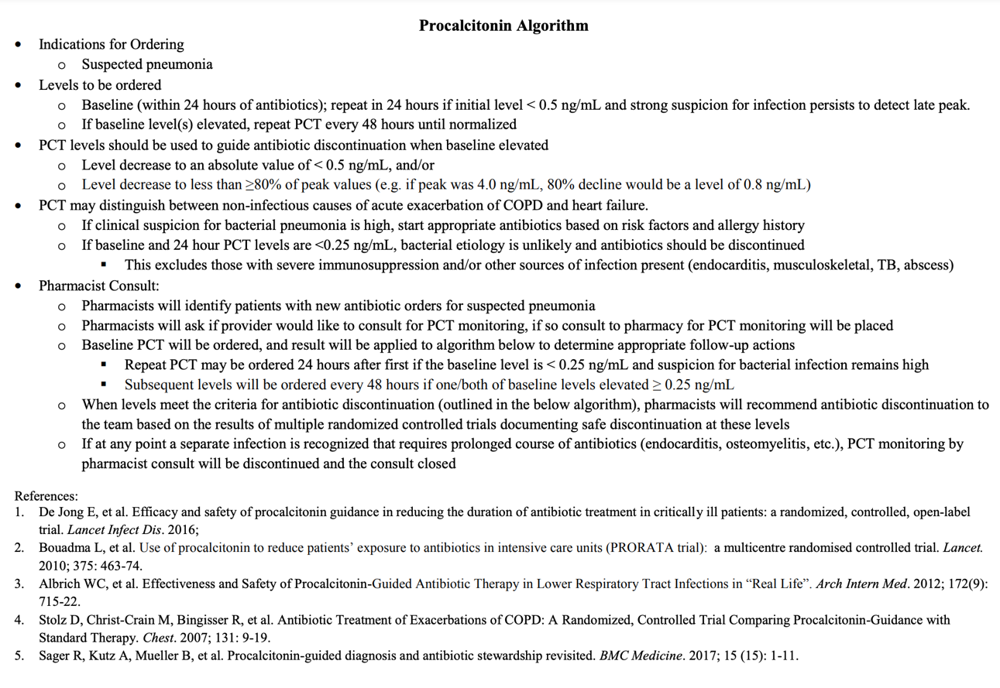 Procalcitonin Algorithm
• Indications for Ordering
o Suspected pneumonia
• Levels to be ordered
o Baseline (within 24 hours of antibiotics); repeat in 24 hours if initial level < 0.5 ng/mL and strong suspicion for infection persists to detect late peak.
o If baseline level(s) elevated, repeat PCT every 48 hours until normalized
• PCT levels should be used to guide antibiotic discontinuation when baseline elevated
o Level decrease to an absolute value of < 0.5 ng/mL, and/or
o Level decrease to less than ≥80% of peak values (e.g. if peak was 4.0 ng/mL, 80% decline would be a level of 0.8 ng/mL)
• PCT may distinguish between non-infectious causes of acute exacerbation of COPD and heart failure.
o If clinical suspicion for bacterial pneumonia is high, start appropriate antibiotics based on risk factors and allergy history
o If baseline and 24 hour PCT levels are <0.25 ng/mL, bacterial etiology is unlikely and antibiotics should be discontinued
▪ This excludes those with severe immunosuppression and/or other sources of infection present (endocarditis, musculoskeletal, TB, abscess)
• Pharmacist Consult:
o Pharmacists will identify patients with new antibiotic orders for suspected pneumonia
o Pharmacists will ask if provider would like to consult for PCT monitoring, if so consult to pharmacy for PCT monitoring will be placed
o Baseline PCT will be ordered, and result will be applied to algorithm below to determine appropriate follow-up actions
▪ Repeat PCT may be ordered 24 hours after first if the baseline level is < 0.25 ng/mL and suspicion for bacterial infection remains high
▪ Subsequent levels will be ordered every 48 hours if one/both of baseline levels elevated ≥ 0.25 ng/mL
o When levels meet the criteria for antibiotic discontinuation (outlined in the below algorithm), pharmacists will recommend antibiotic discontinuation to
the team based on the results of multiple randomized controlled trials documenting safe discontinuation at these levels
o If at any point a separate infection is recognized that requires prolonged course of antibiotics (endocarditis, osteomyelitis, etc.), PCT monitoring by
pharmacist consult will be discontinued and the consult closed
References:
1. De Jong E, et al. Efficacy and safety of procalcitonin guidance in reducing the duration of antibiotic treatment in critically ill patients: a randomized, controlled, open-label
trial. Lancet Infect Dis. 2016;
2. Bouadma L, et al. Use of procalcitonin to reduce patients’ exposure to antibiotics in intensive care units (PRORATA trial): a multicentre randomised controlled trial. Lancet.
2010; 375: 463-74.
3. Albrich WC, et al. Effectiveness and Safety of Procalcitonin-Guided Antibiotic Therapy in Lower Respiratory Tract Infections in “Real Life”. Arch Intern Med. 2012; 172(9):
715-22.
4. Stolz D, Christ-Crain M, Bingisser R, et al. Antibiotic Treatment of Exacerbations of COPD: A Randomized, Controlled Trial Comparing Procalcitonin-Guidance with
Standard Therapy. Chest. 2007; 131: 9-19.
5. Sager R, Kutz A, Mueller B, et al. Procalcitonin-guided diagnosis and antibiotic stewardship revisited. BMC Medicine. 2017; 15 (15): 1-11.